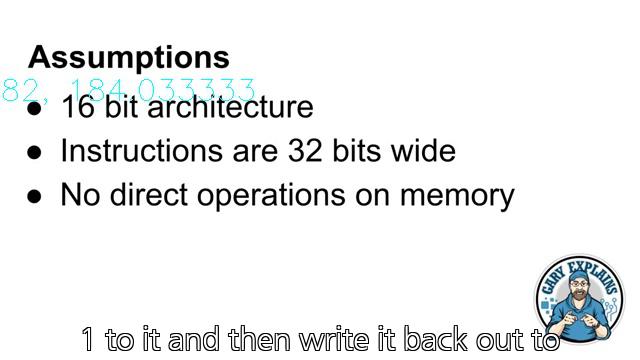 Assumptions
82, 184.033333
● 16 bit architecture
● Instructions are 32 bits wide
● No direct operations on memory
GARY EXPLAINS
1 to it and then write it back out to